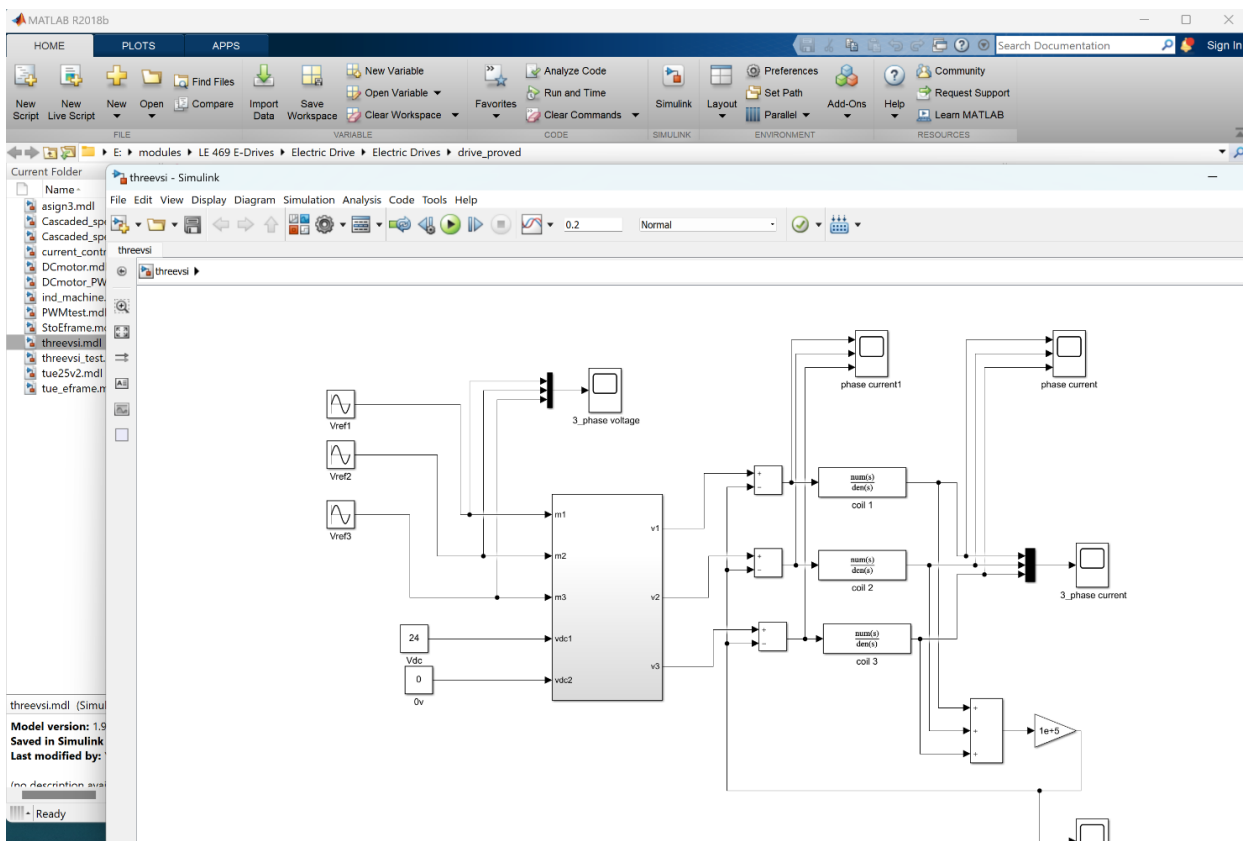 MATLAB R2018b
HOME PLOTS APPS
Search Documentation
Sign In
New Script
New Live Script
New
Open
Find Files
Compare
Import Data
Save Workspace
New Variable
Open Variable
Clear Workspace
Favorites
Analyze Code
Run and Time
Clear Commands
Simulink
Layout
Preferences
Set Path
Parallel
Add-Ons
Help
Community
Request Support
Learn MATLAB
FILE VARIABLE CODE SIMULINK ENVIRONMENT RESOURCES
E: modules LE 469 E-Drives Electric Drive Electric Drives drive_proved
Current Folder
Name
asign3.mdl
Cascaded_sp
Cascaded_sp
current_contr
DCmotor.mdl
DCmotor_PW
ind_machine.
PWMtest.mdl
StoEframe.m
threevsi.mdl
threevsi_test.
tue25v2.mdl
tue_eframe.m
threevsi.mdl (Simul
Model version: 1.9
Saved in Simulink
Last modified by:
(no description avai
Ready
threevsi - Simulink
File Edit View Display Diagram Simulation Analysis Code Tools Help
0.2
Normal
threevsi
threevsi
phase current1
phase current
3_phase voltage
Vref1
Vref2
Vref3
m1
m2
m3
vdc1
vdc2
v1
v2
v3
24
Vdc
0
0v
num(s)
den(s)
coil 1
num(s)
den(s)
coil 2
num(s)
den(s)
coil 3
3_phase current
1e+5